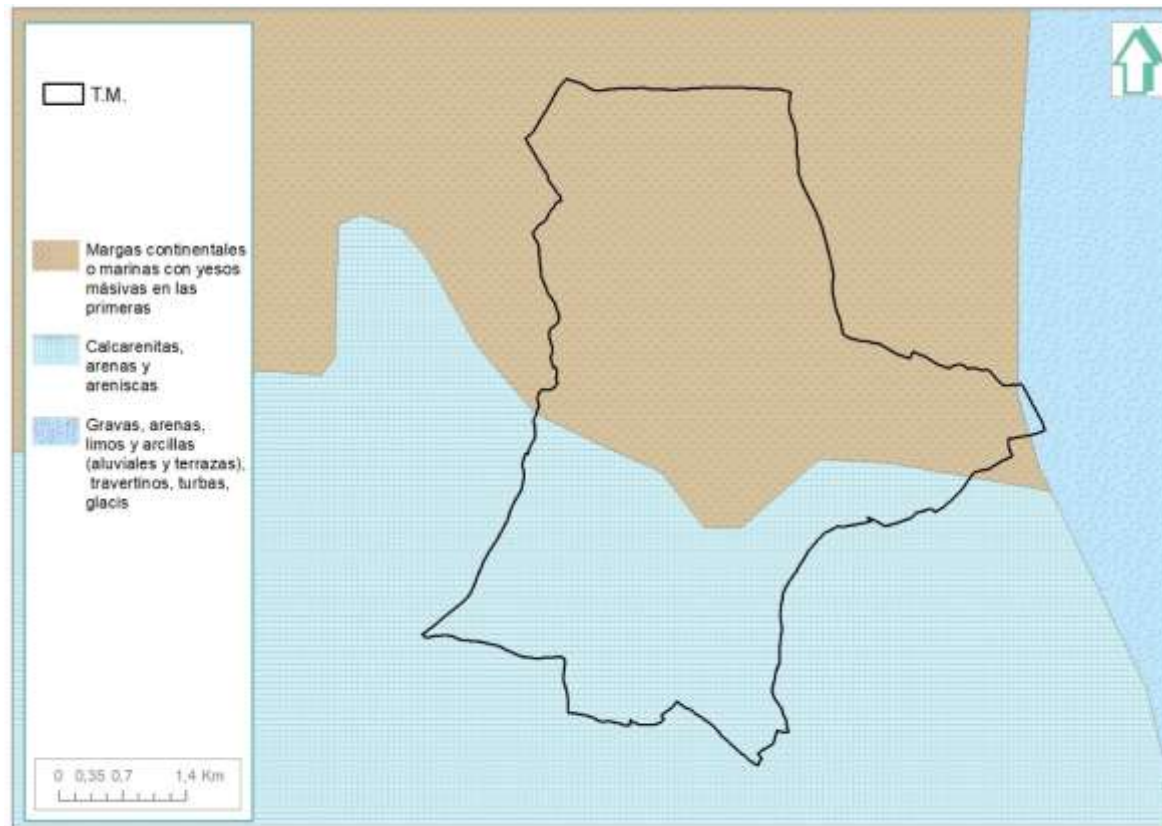 T.M.
Margas continentales
o marinas con yesos
másivas en las
primeras
Calcarenitas,
arenas y
areniscas
Gravas, arenas,
limos y arcillas
(aluviales y terrazas),
travertinos, turbas,
glacis
0 0,35 0,7 1,4 Km